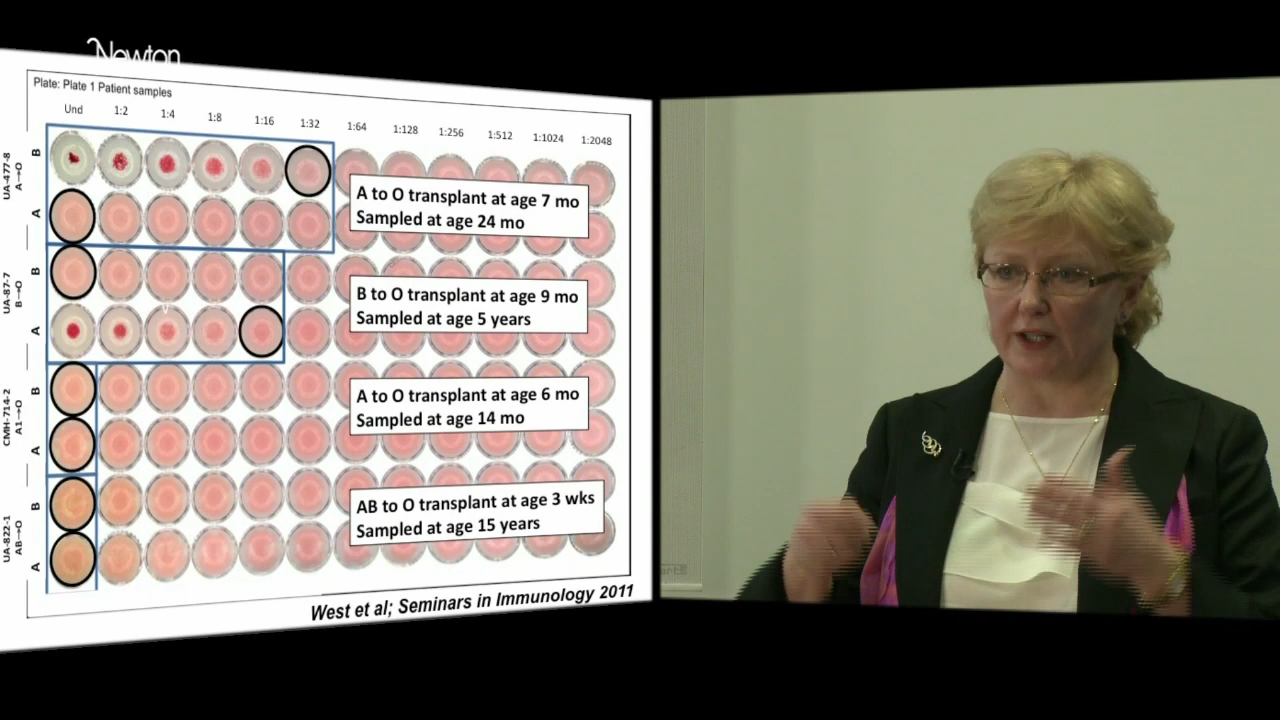 Newton
Plate: Plate 1 Patient samples
Und 1:2 1:4 1:8 1:16 1:32 1:64 1:128 1:256 1:512 1:1024 1:2048
UA-477-8
A→O
B
A
A to O transplant at age 7 mo
Sampled at age 24 mo
UA-87-7
B→O
B
A
B to O transplant at age 9 mo
Sampled at age 5 years
CMH-714-2
A1→O
B
A
A to O transplant at age 6 mo
Sampled at age 14 mo
UA-822-1
AB→O
B
A
AB to O transplant at age 3 wks
Sampled at age 15 years
West et al; Seminars in Immunology 2011